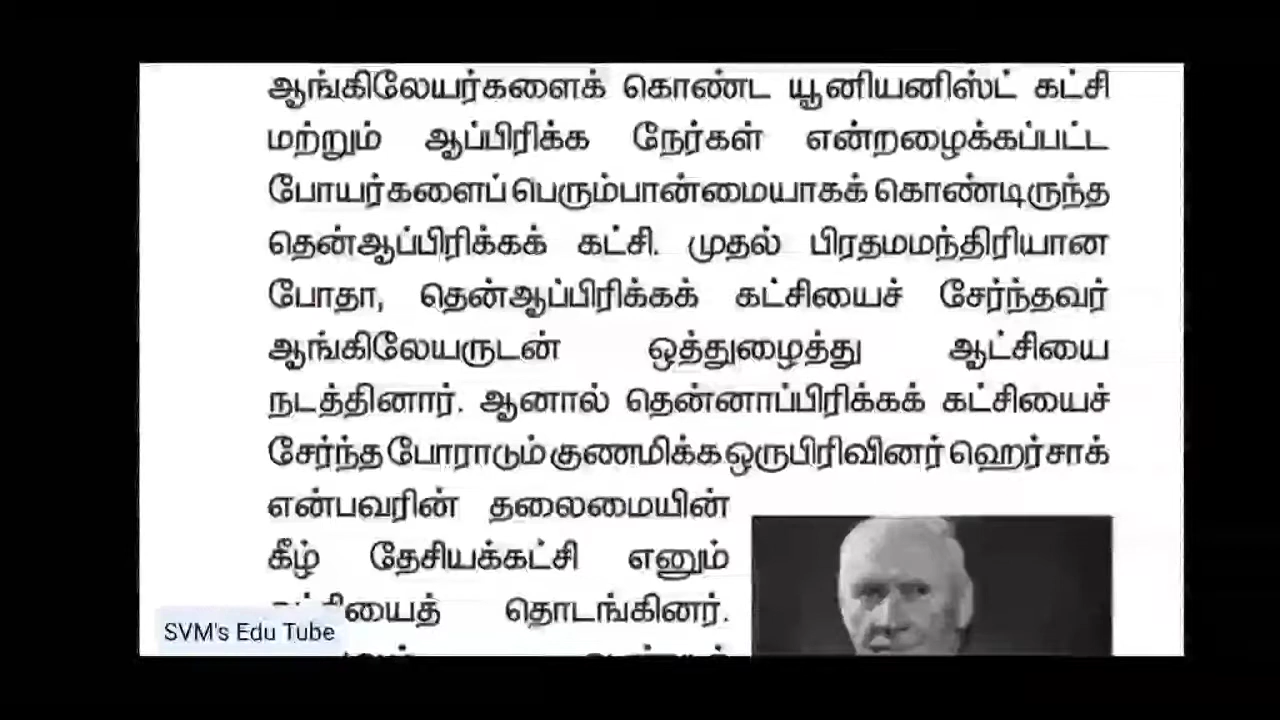 ஆங்கிலேயர்களைக் கொண்ட யூனியனிஸ்ட் கட்சி
மற்றும் ஆப்பிரிக்க நேர்கள் என்றழைக்கப்பட்ட
போயர்களைப் பெரும்பான்மையாகக் கொண்டிருந்த
தென்ஆப்பிரிக்கக் கட்சி. முதல் பிரதமமந்திரியான
போதா, தென்ஆப்பிரிக்கக் கட்சியைச் சேர்ந்தவர்
ஆங்கிலேயருடன் ஒத்துழைத்து ஆட்சியை
நடத்தினார். ஆனால் தென்னாப்பிரிக்கக் கட்சியைச்
சேர்ந்த போராடும் குணமிக்க ஒரு பிரிவினர் ஹெர்சாக்
என்பவரின் தலைமையின்
கீழ் தேசியக்கட்சி எனும்
தொடங்கினர்.
SVM's Edu Tube